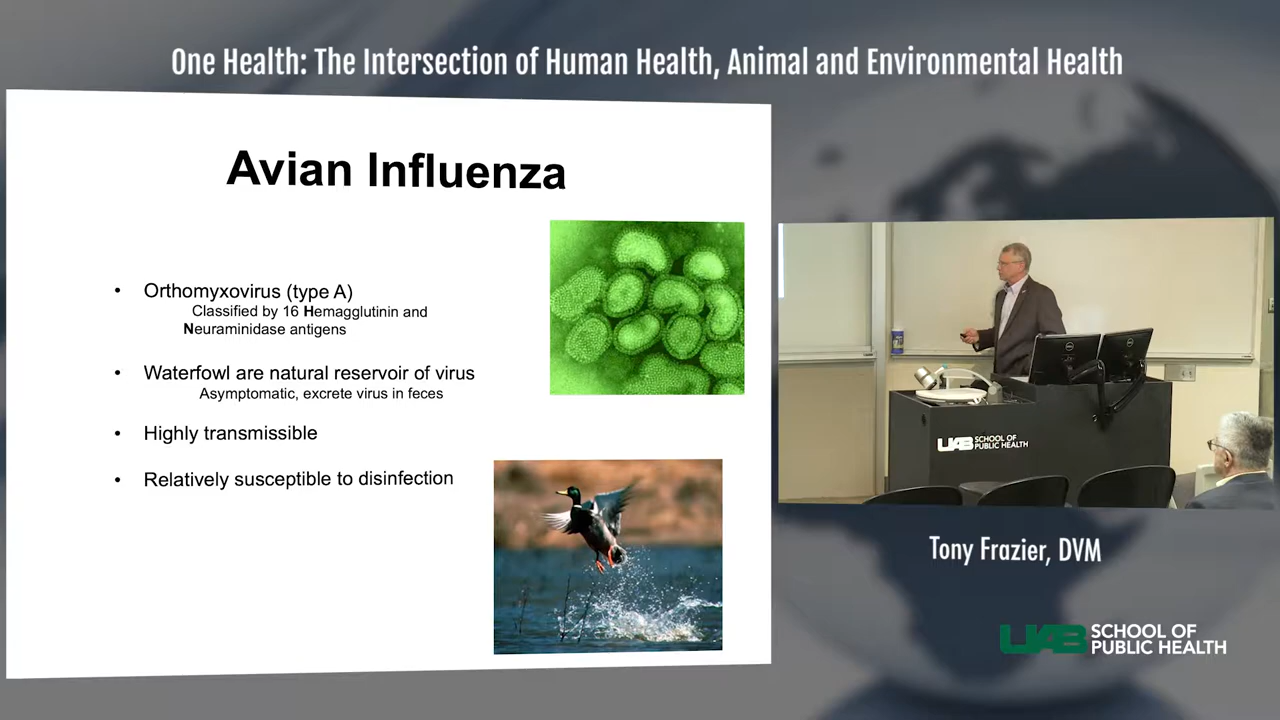 One Health: The Intersection of Human Health, Animal and Environmental Health
Avian Influenza
• Orthomyxovirus (type A)
Classified by 16 Hemagglutinin and
Neuraminidase antigens
• Waterfowl are natural reservoir of virus
Asymptomatic, excrete virus in feces
• Highly transmissible
• Relatively susceptible to disinfection
UAB SCHOOL OF
PUBLIC HEALTH
Tony Frazier, DVM
UAB SCHOOL OF
PUBLIC HEALTH